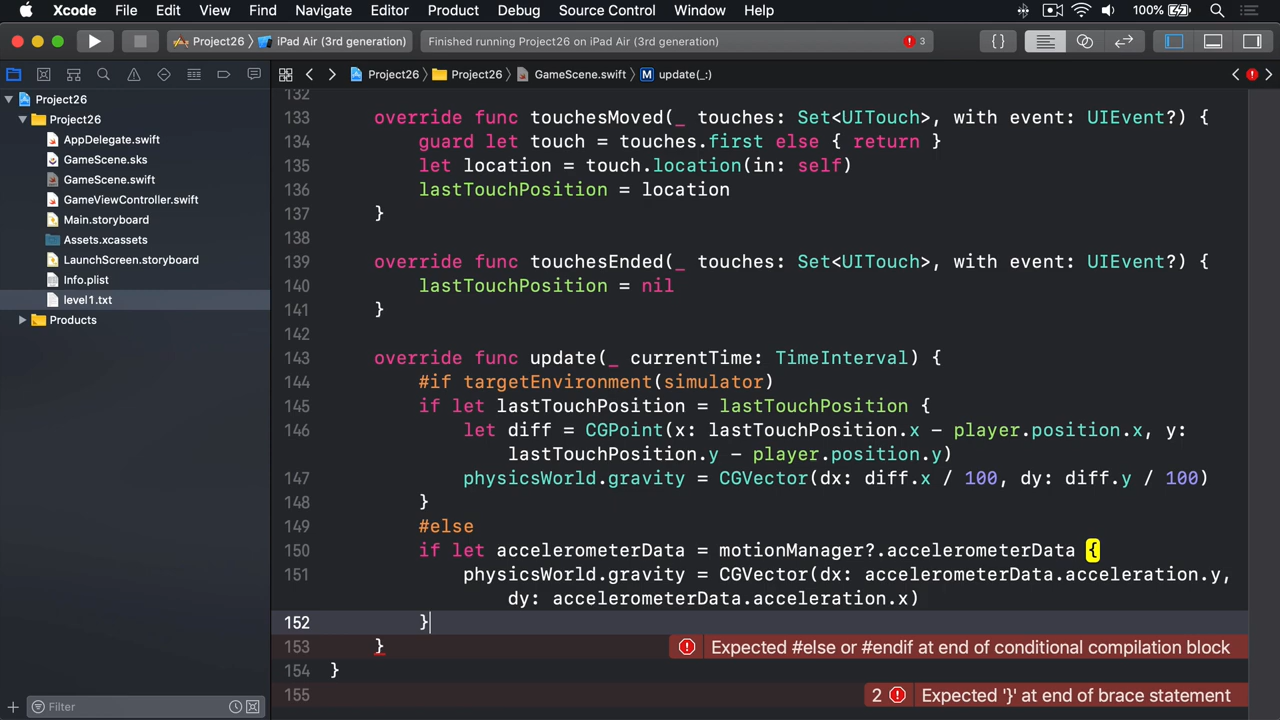 Xcode File Edit View Find Navigate Editor Product Debug Source Control Window Help 100%
Project26 iPad Air (3rd generation) Finished running Project26 on iPad Air (3rd generation) 3
Project26 Project26 GameScene.swift M update(_:)
Project26
Project26
AppDelegate.swift
GameScene.sks
GameScene.swift
GameViewController.swift
Main.storyboard
Assets.xcassets
LaunchScreen.storyboard
Info.plist
level1.txt
Products
Filter
132
133 override func touchesMoved(_ touches: Set<UITouch>, with event: UIEvent?) {
134 guard let touch = touches.first else { return }
135 let location = touch.location(in: self)
136 lastTouchPosition = location
137 }
138
139 override func touchesEnded(_ touches: Set<UITouch>, with event: UIEvent?) {
140 lastTouchPosition = nil
141 }
142
143 override func update(_ currentTime: TimeInterval) {
144 #if targetEnvironment(simulator)
145 if let lastTouchPosition = lastTouchPosition {
146 let diff = CGPoint(x: lastTouchPosition.x - player.position.x, y:
lastTouchPosition.y - player.position.y)
147 physicsWorld.gravity = CGVector(dx: diff.x / 100, dy: diff.y / 100)
148 }
149 #else
150 if let accelerometerData = motionManager?.accelerometerData {
151 physicsWorld.gravity = CGVector(dx: accelerometerData.acceleration.y,
dy: accelerometerData.acceleration.x)
152 }
153 } Expected #else or #endif at end of conditional compilation block
154 }
155 2 Expected '}' at end of brace statement